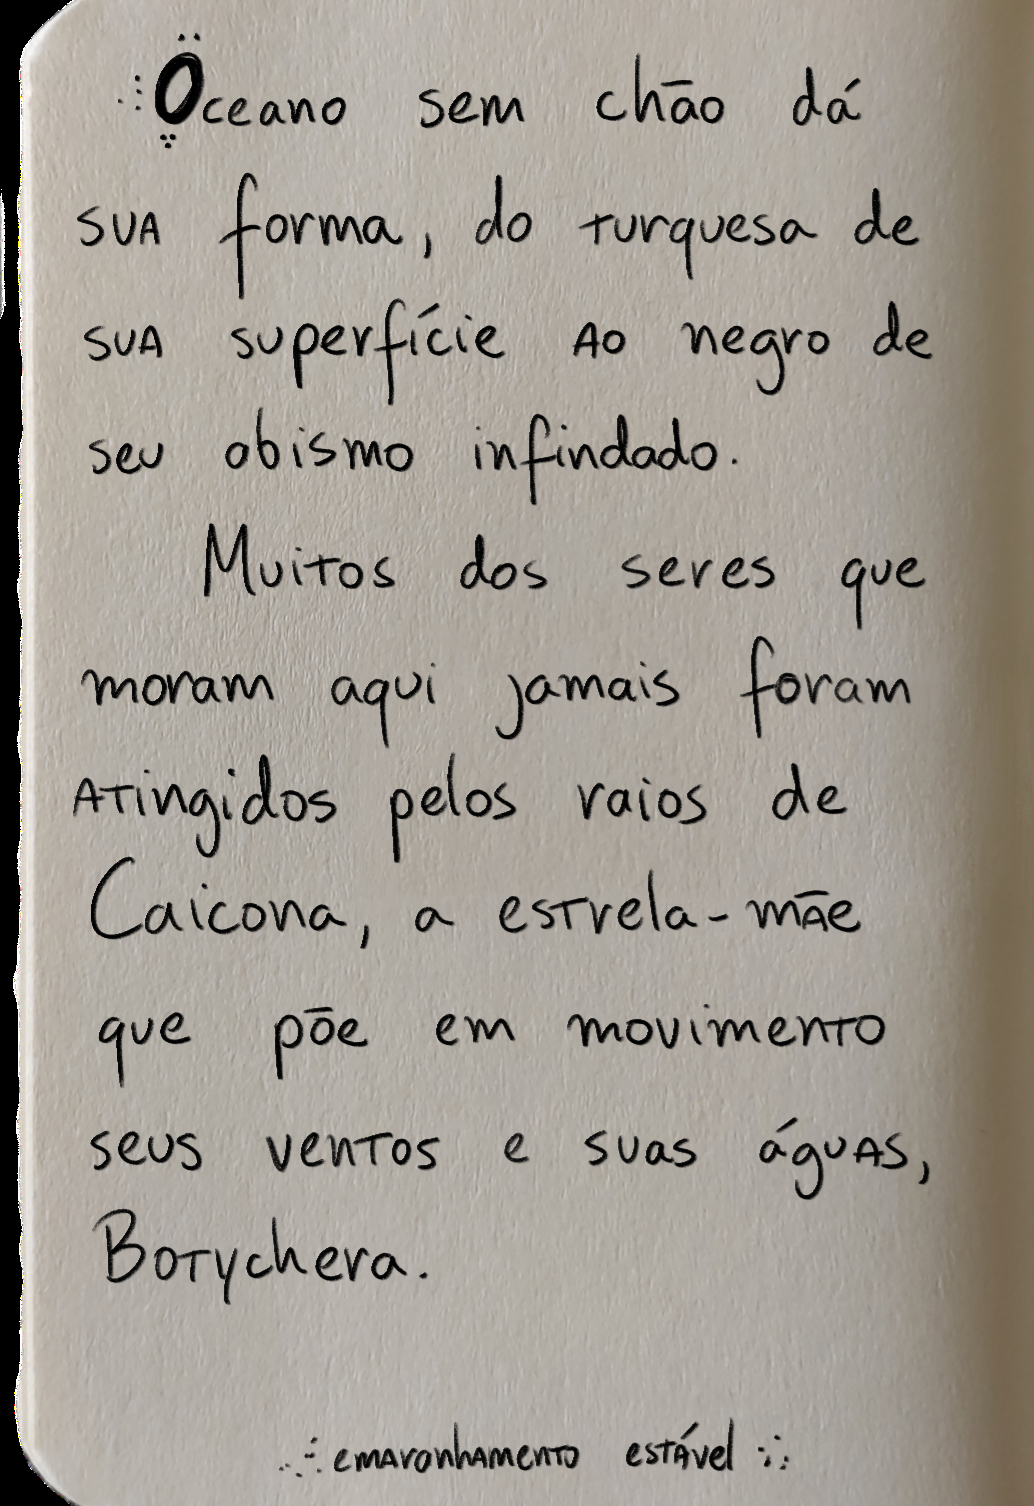 Oceano sem chão dá
sua forma, do turquesa de
sua superfície ao negro de
seu abismo infindado.
Muitos dos seres que
moram aqui jamais foram
atingidos pelos raios de
Caicona, a estrela-mãe
que põe em movimento
seus ventos e suas águas,
Botychera.
emaranhamento estável